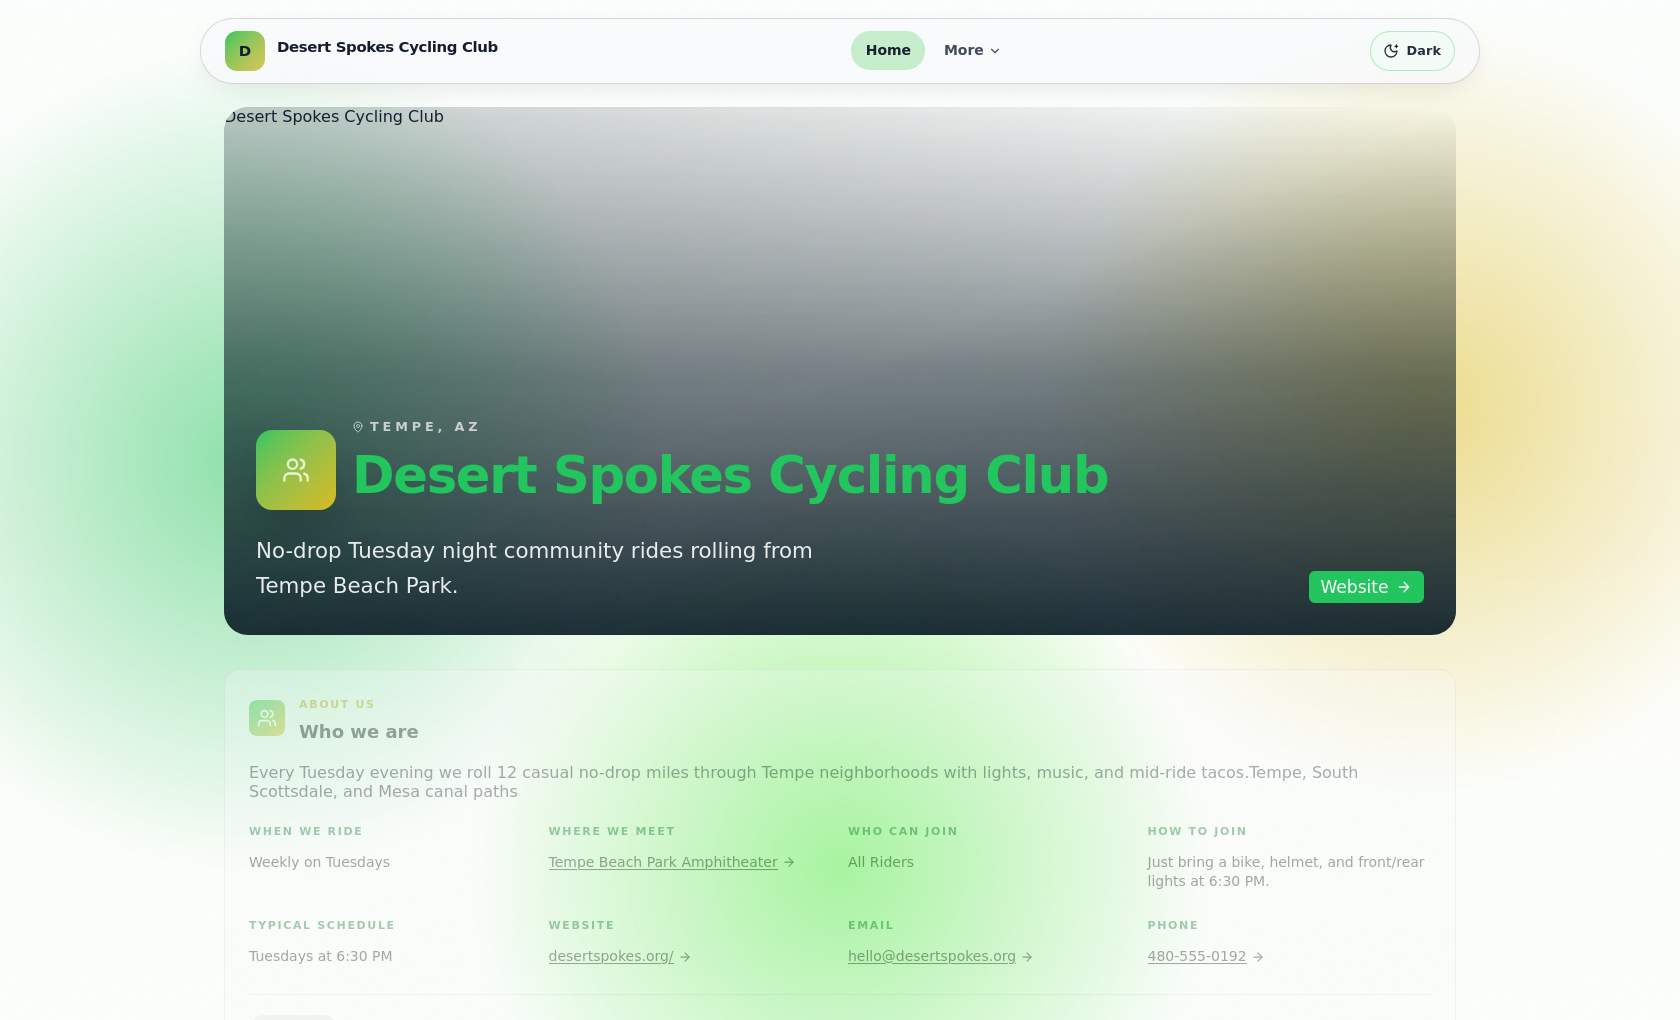 D
Desert Spokes Cycling Club
Home
More
Dark
Desert Spokes Cycling Club
TEMPE, AZ
Desert Spokes Cycling Club
No-drop Tuesday night community rides rolling from
Tempe Beach Park.
Website
ABOUT US
Who we are
Every Tuesday evening we roll 12 casual no-drop miles through Tempe neighborhoods with lights, music, and mid-ride tacos.Tempe, South
Scottsdale, and Mesa canal paths
WHEN WE RIDE
Weekly on Tuesdays
WHERE WE MEET
Tempe Beach Park Amphitheater
WHO CAN JOIN
All Riders
HOW TO JOIN
Just bring a bike, helmet, and front/rear
lights at 6:30 PM.
TYPICAL SCHEDULE
Tuesdays at 6:30 PM
WEBSITE
desertspokes.org/
EMAIL
hello@desertspokes.org
PHONE
480-555-0192